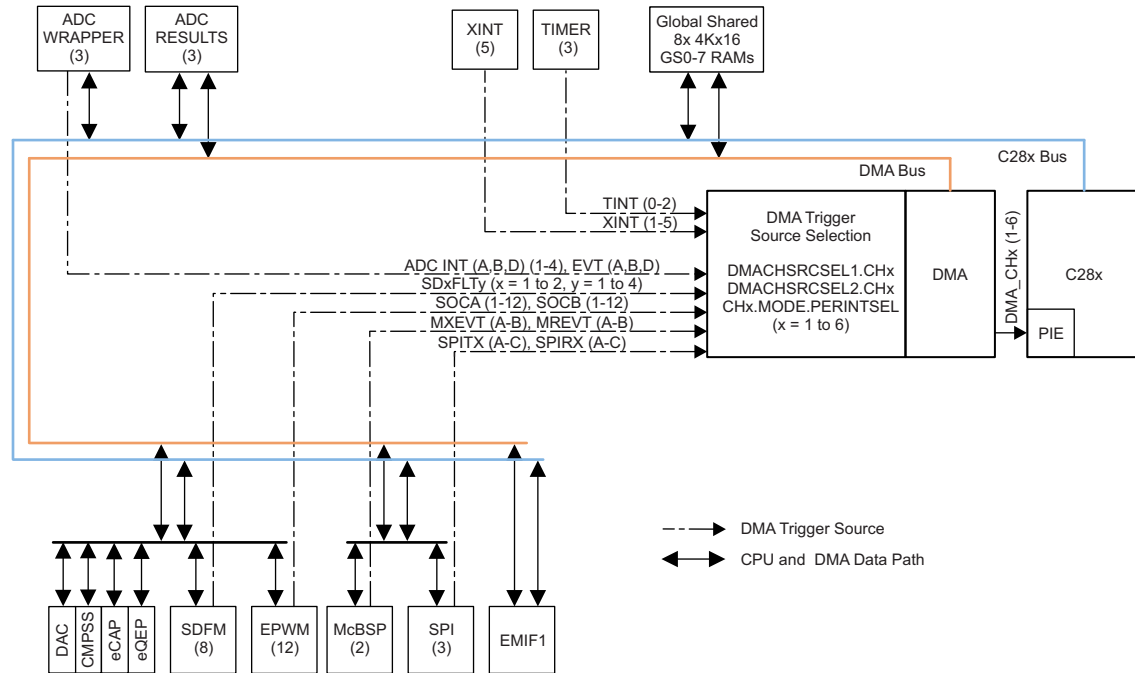 ADC
WRAPPER
(3)
ADC
RESULTS
(3)
XINT
(5)
TIMER
(3)
Global Shared
8x 4Kx16
GS0-7 RAMs
C28x Bus
DMA Bus
TINT (0-2)
XINT (1-5)
ADC INT (A,B,D) (1-4), EVT (A,B,D)
SDxFLTy (x = 1 to 2, y = 1 to 4)
SOCA (1-12), SOCB (1-12)
MXEVT (A-B), MREVT (A-B)
SPITX (A-C), SPIRX (A-C)
DMA Trigger
Source Selection
DMACHSRCSEL1.CHx
DMACHSRCSEL2.CHx
CHx.MODE.PERINTSEL
(x = 1 to 6)
DMA
DMA_CHx (1-6)
C28x
PIE
DMA Trigger Source
CPU and DMA Data Path
DAC
CMPSS
eCAP
eQEP
SDFM
(8)
EPWM
(12)
McBSP
(2)
SPI
(3)
EMIF1